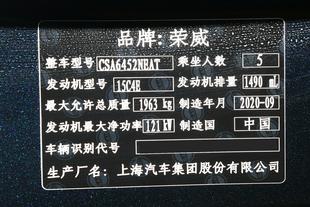 品牌:荣威
整车型号 CSA6452NEAT 乘坐人数 5
发动机型号 15C4E 发动机排量 1490 mL
最大允许总质量 1963 kg 制造年月 2020-09
发动机最大净功率 121 kW 制造国 中国
车辆识别代号
生产厂名: 上海汽车集团股份有限公司